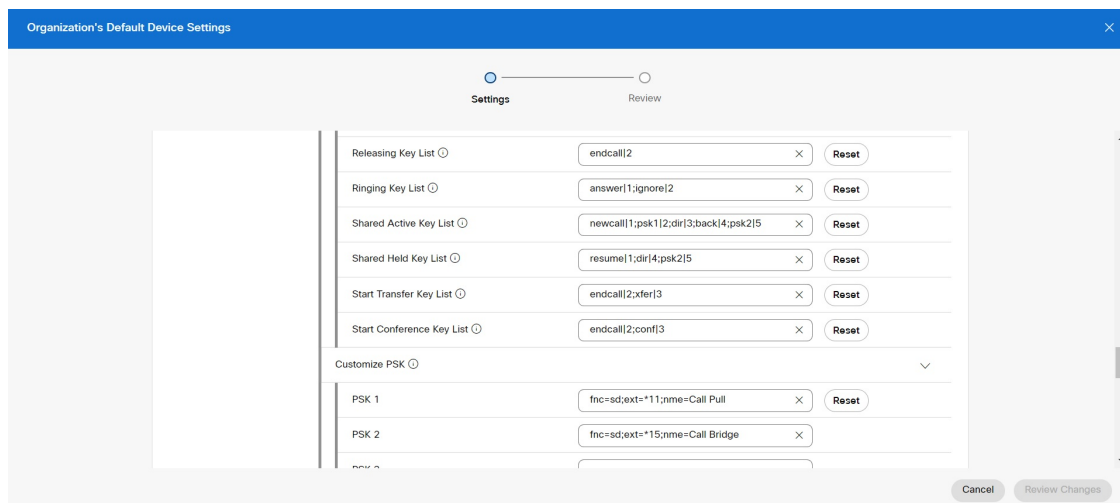 Organization's Default Device Settings
Settings
Review
Releasing Key List
endcall|2
Reset
Ringing Key List
answer|1;ignore|2
Reset
Shared Active Key List
newcall|1;psk1|2;dir|3;back|4;psk2|5
Reset
Shared Held Key List
resume|1;dir|4;psk2|5
Reset
Start Transfer Key List
endcall|2;xfer|3
Reset
Start Conference Key List
endcall|2;conf|3
Reset
Customize PSK
PSK 1
fnc=sd;ext=*11;nme=Call Pull
Reset
PSK 2
fnc=sd;ext=*15;nme=Call Bridge
Cancel
Review Changes